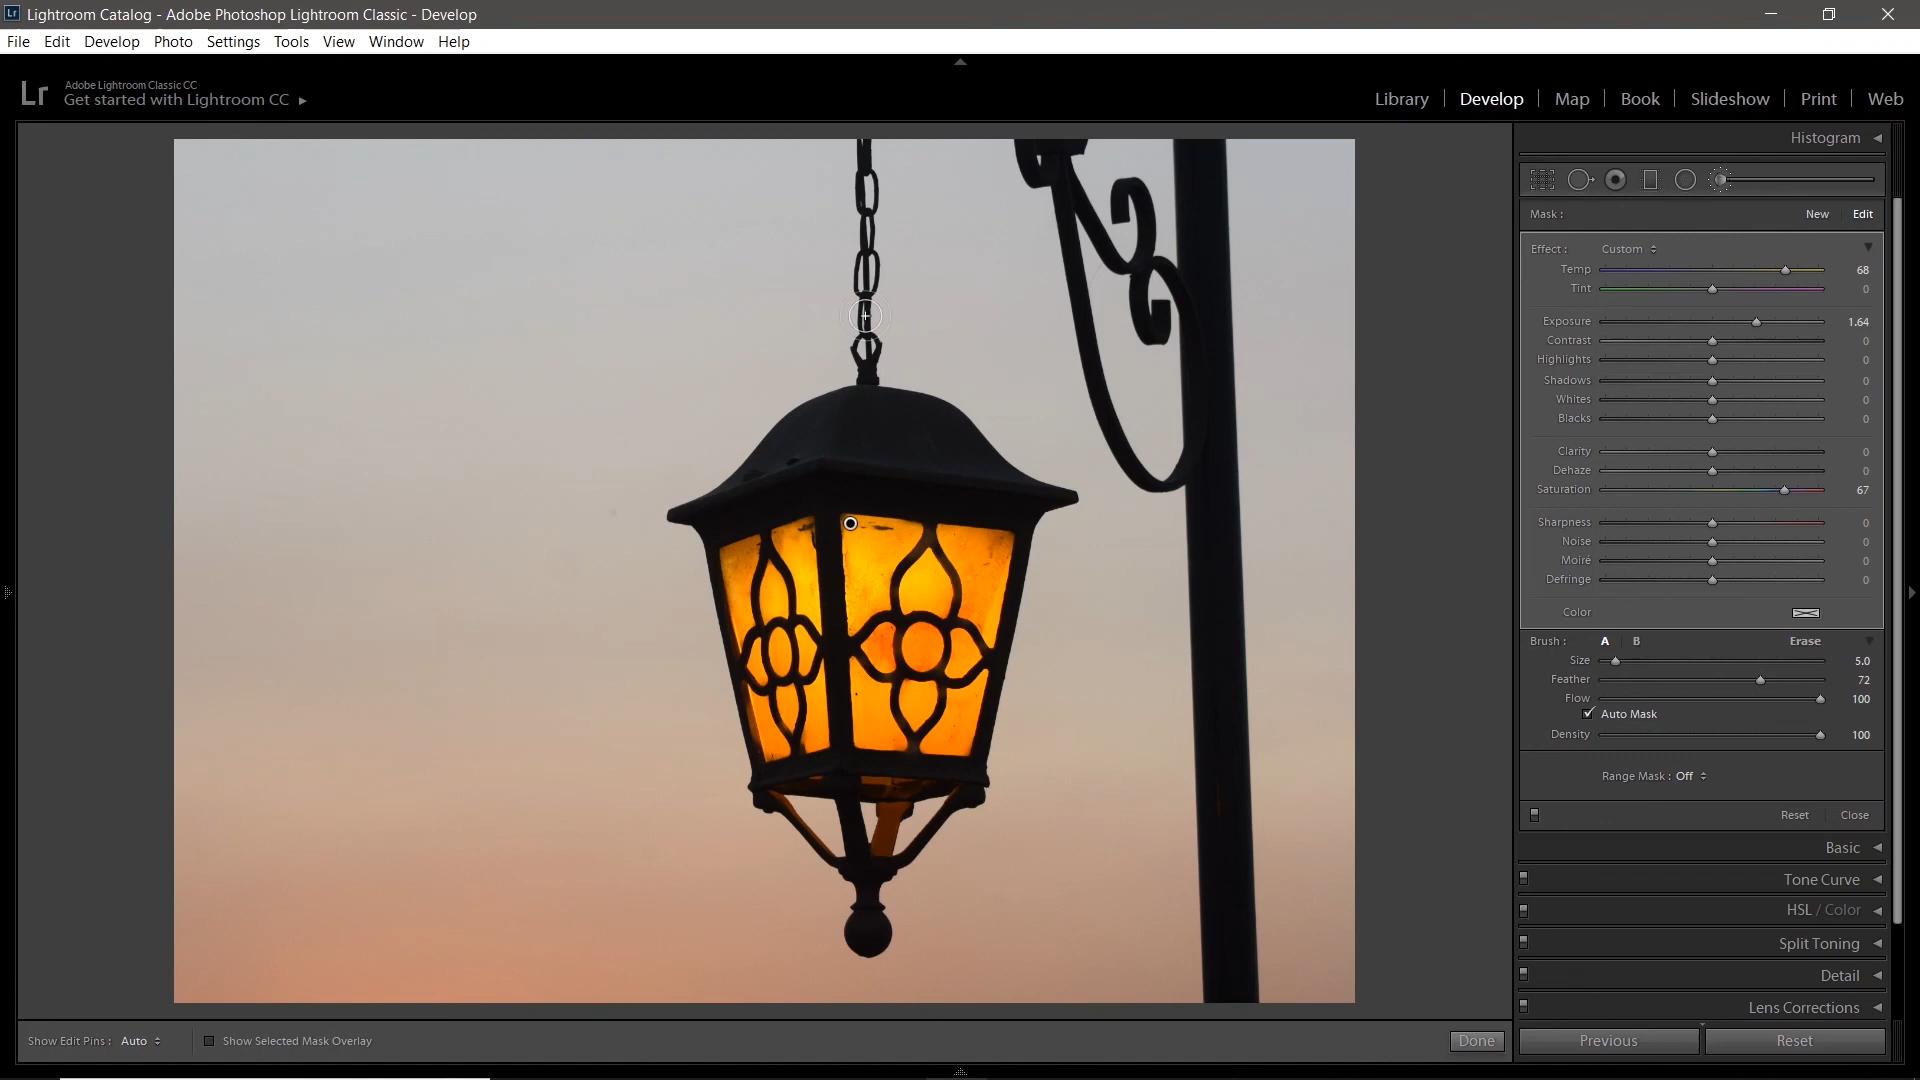 Lr Lightroom Catalog - Adobe Photoshop Lightroom Classic - Develop
File Edit Develop Photo Settings Tools View Window Help
Lr Adobe Lightroom Classic CC
Get started with Lightroom CC
Library Develop Map Book Slideshow Print Web
Histogram
Mask : New Edit
Effect : Custom
Temp 68
Tint 0
Exposure 1.64
Contrast 0
Highlights 0
Shadows 0
Whites 0
Blacks 0
Clarity 0
Dehaze 0
Saturation 67
Sharpness 0
Noise 0
Moiré 0
Defringe 0
Color
Brush : A B Erase
Size 5.0
Feather 72
Flow 100
Auto Mask
Density 100
Range Mask : Off
Reset Close
Basic
Tone Curve
HSL / Color
Split Toning
Detail
Lens Corrections
Show Edit Pins : Auto Show Selected Mask Overlay Done Previous Reset